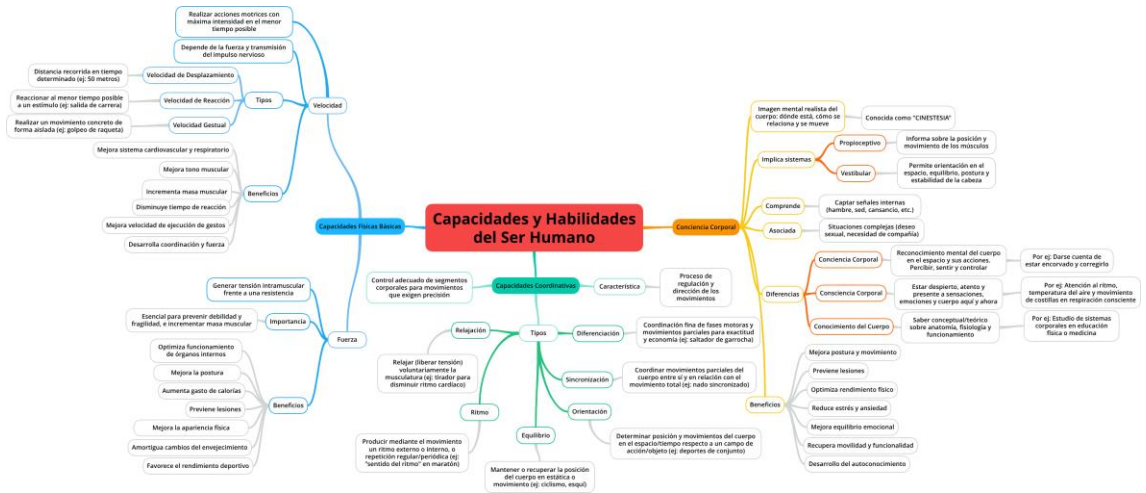 Capacidades y Habilidades
del Ser Humano
Capacidades Físicas Básicas
Velocidad
Realizar acciones motrices con
máxima intensidad en el menor
tiempo posible
Depende de la fuerza y transmisión
del impulso nervioso
Tipos
Velocidad de Desplazamiento
Distancia recorrida en tiempo
determinado (ej: 50 metros)
Velocidad de Reacción
Reaccionar al menor tiempo posible
a un estímulo (ej: salida de carrera)
Velocidad Gestual
Realizar un movimiento concreto de
forma aislada (ej: golpeo de raqueta)
Beneficios
Mejora sistema cardiovascular y respiratorio
Mejora tono muscular
Incrementa masa muscular
Disminuye tiempo de reacción
Mejora velocidad de ejecución de gestos
Desarrolla coordinación y fuerza
Fuerza
Generar tensión intramuscular
frente a una resistencia
Importancia
Esencial para prevenir debilidad y
fragilidad, e incrementar masa muscular
Beneficios
Optimiza funcionamiento
de órganos internos
Mejora la postura
Aumenta gasto de calorías
Previene lesiones
Mejora la apariencia física
Amortigua cambios del envejecimiento
Favorece el rendimiento deportivo
Capacidades Coordinativas
Control adecuado de segmentos
corporales para movimientos
que exigen precisión
Característica
Proceso de
regulación y
dirección de los
movimientos
Tipos
Relajación
Relajar (liberar tensión)
voluntariamente la
musculatura (ej: tirador para
disminuir ritmo cardíaco)
Ritmo
Producir mediante el movimiento
un ritmo externo o interno, o
repetición regular/periódica (ej:
"sentido del ritmo" en maratón)
Equilibrio
Mantener o recuperar la posición
del cuerpo en estática o
movimiento (ej: ciclismo, esquí)
Diferenciación
Coordinación fina de fases motoras y
movimientos parciales para exactitud
y economía (ej: saltador de garrocha)
Sincronización
Coordinar movimientos parciales del
cuerpo entre sí y en relación con el
movimiento total (ej: nado sincronizado)
Orientación
Determinar posición y movimientos del cuerpo
en el espacio/tiempo respecto a un campo de
acción/objeto (ej: deportes de conjunto)
Conciencia Corporal
Imagen mental realista del
cuerpo: dónde está, cómo se
relaciona y se mueve
Conocida como "CINESTESIA"
Implica sistemas
Propioceptivo
Informa sobre la posición y
movimiento de los músculos
Vestibular
Permite orientación en el
espacio, equilibrio, postura y
estabilidad de la cabeza
Comprende
Captar señales internas
(hambre, sed, cansancio, etc.)
Asociada
Situaciones complejas (deseo
sexual, necesidad de compañía)
Diferencias
Conciencia Corporal
Reconocimiento mental del cuerpo
en el espacio y sus acciones.
Percibir, sentir y controlar
Por ej: Darse cuenta de
estar encorvado y corregirlo
Consciencia Corporal
Estar despierto, atento y
presente a sensaciones,
emociones y cuerpo aquí y ahora
Por ej: Atención al ritmo,
temperatura del aire y movimiento
de costillas en respiración consciente
Conocimiento del Cuerpo
Saber conceptual/teórico
sobre anatomía, fisiología y
funcionamiento
Por ej: Estudio de sistemas
corporales en educación
física o medicina
Beneficios
Mejora postura y movimiento
Previene lesiones
Optimiza rendimiento físico
Reduce estrés y ansiedad
Mejora equilibrio emocional
Recupera movilidad y funcionalidad
Desarrollo del autoconocimiento